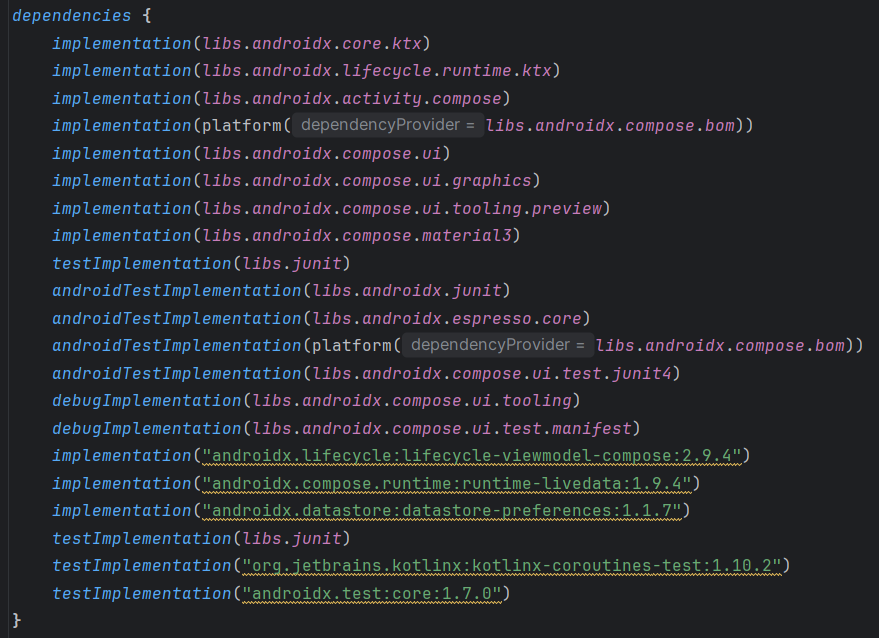 dependencies {
    implementation(libs.androidx.core.ktx)
    implementation(libs.androidx.lifecycle.runtime.ktx)
    implementation(libs.androidx.activity.compose)
    implementation(platform( dependencyProvider = libs.androidx.compose.bom))
    implementation(libs.androidx.compose.ui)
    implementation(libs.androidx.compose.ui.graphics)
    implementation(libs.androidx.compose.ui.tooling.preview)
    implementation(libs.androidx.compose.material3)
    testImplementation(libs.junit)
    androidTestImplementation(libs.androidx.junit)
    androidTestImplementation(libs.androidx.espresso.core)
    androidTestImplementation(platform( dependencyProvider = libs.androidx.compose.bom))
    androidTestImplementation(libs.androidx.compose.ui.test.junit4)
    debugImplementation(libs.androidx.compose.ui.tooling)
    debugImplementation(libs.androidx.compose.ui.test.manifest)
    implementation("androidx.lifecycle:lifecycle-viewmodel-compose:2.9.4")
    implementation("androidx.compose.runtime:runtime-livedata:1.9.4")
    implementation("androidx.datastore:datastore-preferences:1.1.7")
    testImplementation(libs.junit)
    testImplementation("org.jetbrains.kotlinx:kotlinx-coroutines-test:1.10.2")
    testImplementation("androidx.test:core:1.7.0")
}